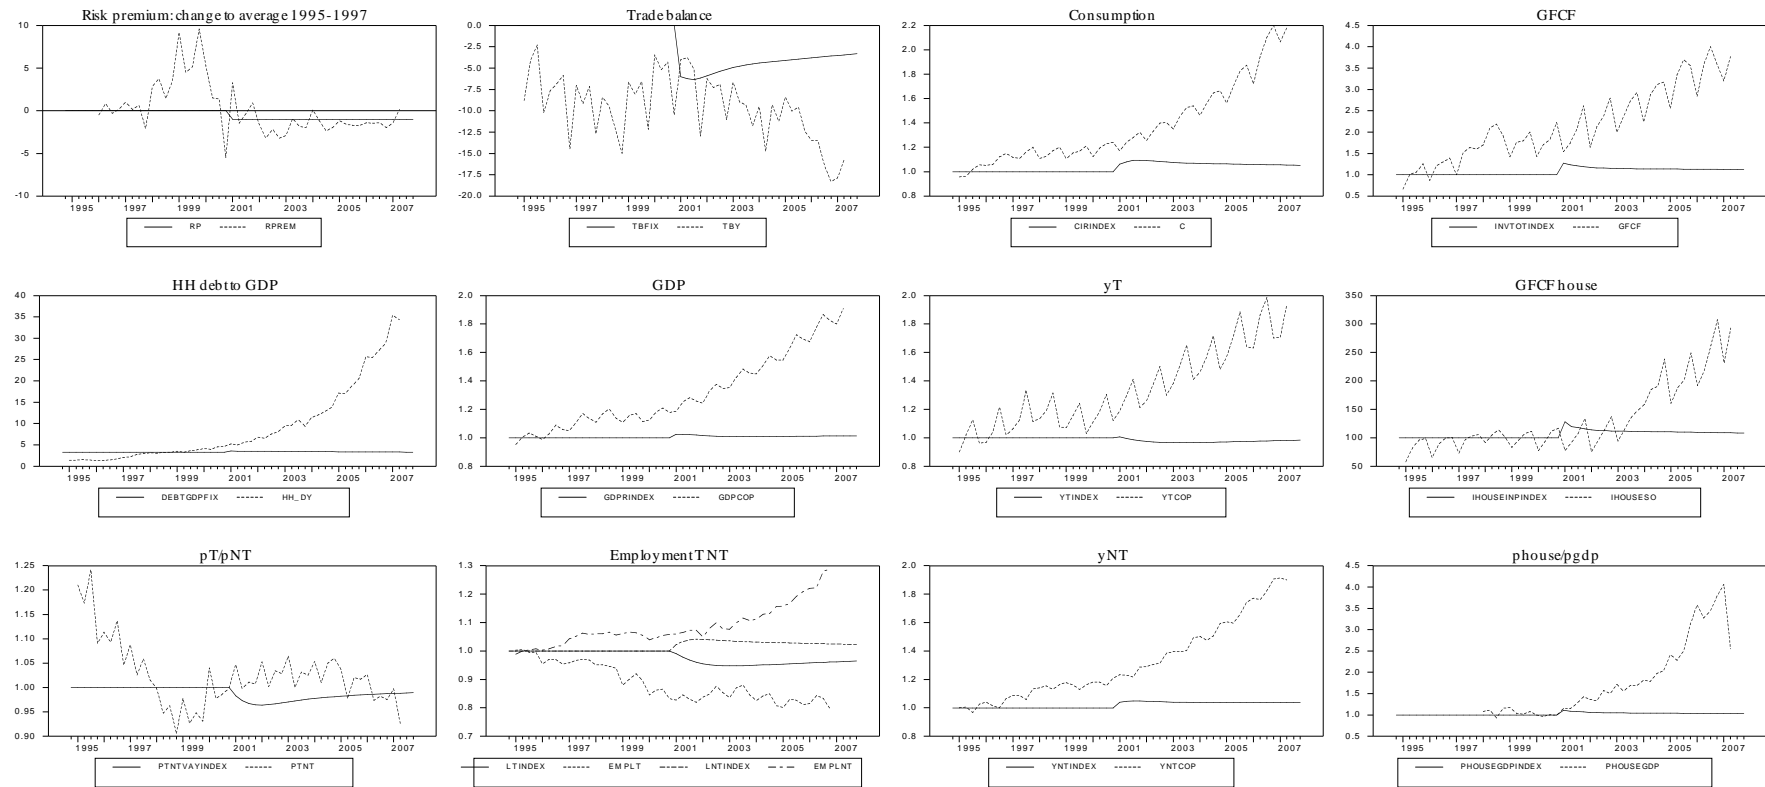 Risk premium: change to average 1995-1997
10
5
0
-5
-10
1995 1997 1999 2001 2003 2005 2007
RP RPREM
Trade balance
0.0
-2.5
-5.0
-7.5
-10.0
-12.5
-15.0
-17.5
-20.0
1995 1997 1999 2001 2003 2005 2007
TBFIX TBY
Consumption
2.2
2.0
1.8
1.6
1.4
1.2
1.0
0.8
1995 1997 1999 2001 2003 2005 2007
CIRINDEX C
GFCF
4.5
4.0
3.5
3.0
2.5
2.0
1.5
1.0
0.5
1995 1997 1999 2001 2003 2005 2007
INVTOTINDEX GFCF
HH debt to GDP
40
35
30
25
20
15
10
5
0
1995 1997 1999 2001 2003 2005 2007
DEBTGDPFIX HH_DY
GDP
2.0
1.8
1.6
1.4
1.2
1.0
0.8
1995 1997 1999 2001 2003 2005 2007
GDPRINDEX GDPCOP
yT
2.0
1.8
1.6
1.4
1.2
1.0
0.8
1995 1997 1999 2001 2003 2005 2007
YTINDEX YTCOP
GFCF house
350
300
250
200
150
100
50
1995 1997 1999 2001 2003 2005 2007
IHOUSEINPINDEX IHOUSESO
pT/pNT
1.25
1.20
1.15
1.10
1.05
1.00
0.95
0.90
1995 1997 1999 2001 2003 2005 2007
PTNTVAYINDEX PTNT
Employment TNT
1.3
1.2
1.1
1.0
0.9
0.8
0.7
1995 1997 1999 2001 2003 2005 2007
LTINDEX EMPLT LNTINDEX EMPLNT
yNT
2.0
1.8
1.6
1.4
1.2
1.0
0.8
1995 1997 1999 2001 2003 2005 2007
YNTINDEX YNTCOP
phouse/pgdp
4.5
4.0
3.5
3.0
2.5
2.0
1.5
1.0
0.5
1995 1997 1999 2001 2003 2005 2007
PHOUSEGDPINDEX PHOUSEGDP